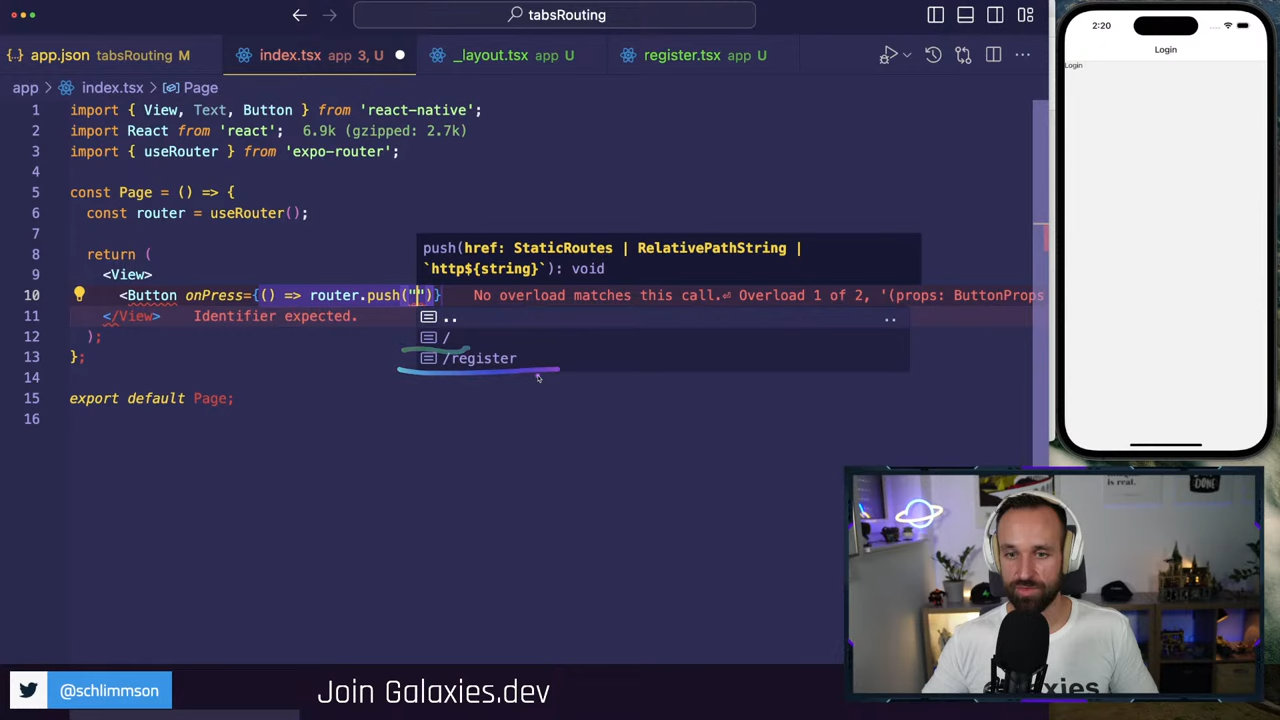 tabsRouting
{} app.json tabsRouting M
index.tsx app 3, U
_layout.tsx app U
register.tsx app U
app > index.tsx > Page
1 import { View, Text, Button } from 'react-native';
2 import React from 'react'; 6.9k (gzipped: 2.7k)
3 import { useRouter } from 'expo-router';
4
5 const Page = () => {
6 const router = useRouter();
7
8 return (
9 <View>
10 <Button onPress={() => router.push("")} No overload matches this call.⏎ Overload 1 of 2, '(props: ButtonProps
11 </View> Identifier expected.
12 );
13 };
14
15 export default Page;
16
push(href: StaticRoutes | RelativePathString |
`http${string}`): void
.. ..
/
/register
2:20
Login
Login
is real.
DONE
galaxies
@schlimmson
Join Galaxies.dev